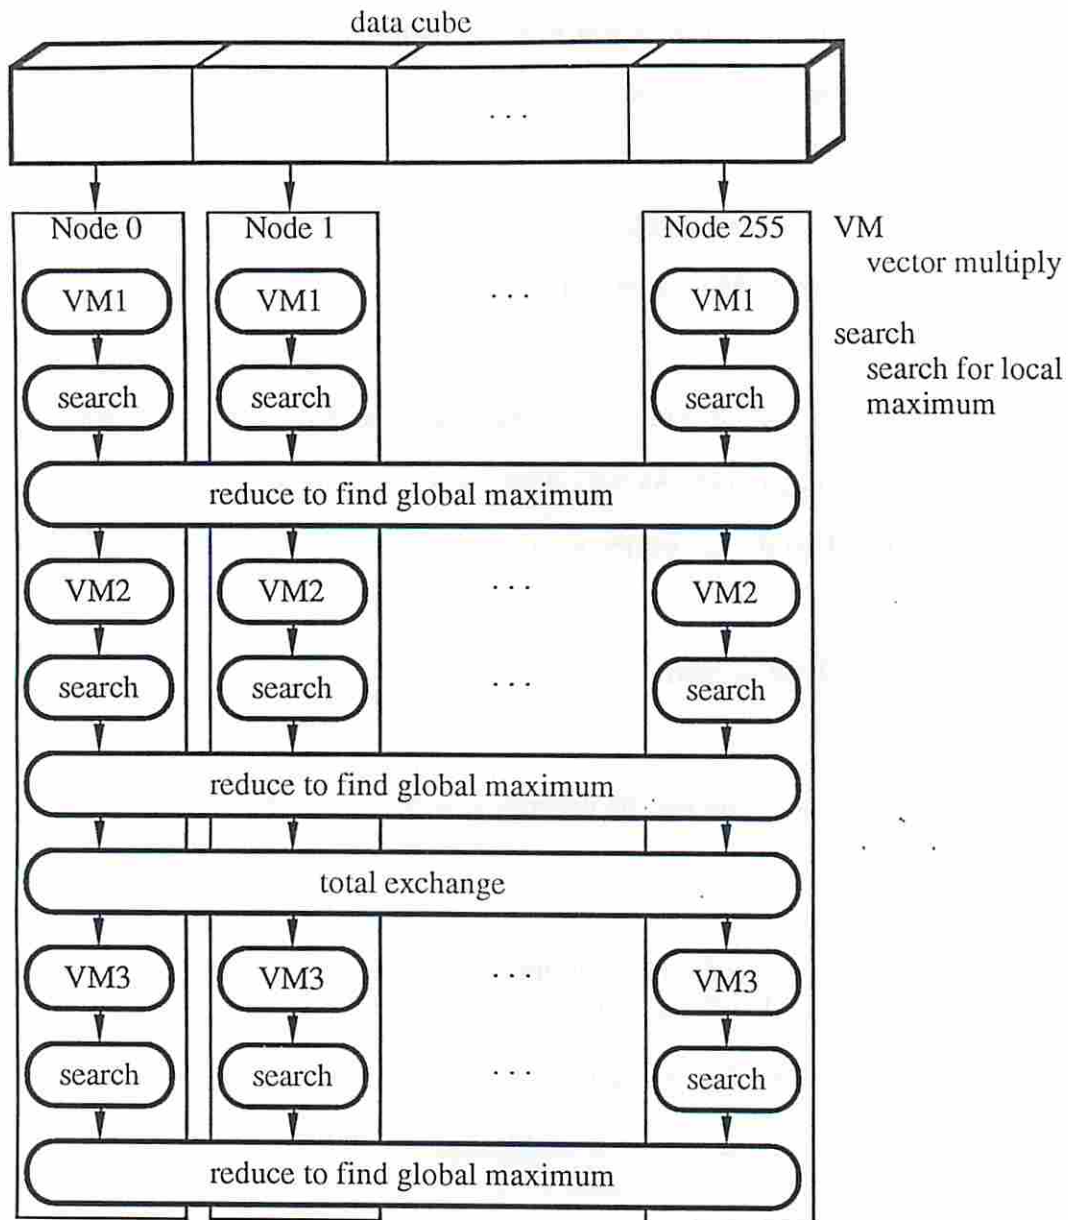 data cube
. . .
Node 0 Node 1 Node 255 VM
vector multiply
VM1 VM1 . . . VM1
search
search search search search for local
maximum
reduce to find global maximum
VM2 VM2 . . . VM2
search search . . . search
reduce to find global maximum
total exchange
VM3 VM3 . . . VM3
search search . . . search
reduce to find global maximum